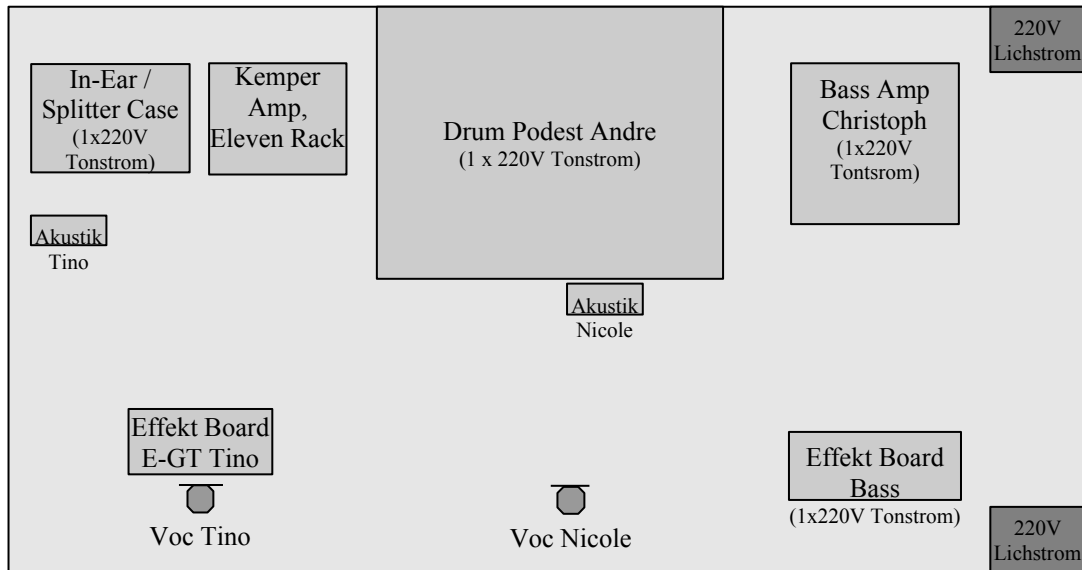 220V
Lichstrom
In-Ear /
Splitter Case
(1x220V
Tonstrom)
Kemper
Amp,
Eleven Rack
Drum Podest Andre
(1 x 220V Tonstrom)
Bass Amp
Christoph
(1x220V
Tontsrom)
Akustik
Tino
Akustik
Nicole
Effekt Board
E-GT Tino
Voc Tino
Voc Nicole
Effekt Board
Bass
(1x220V Tonstrom)
220V
Lichstrom